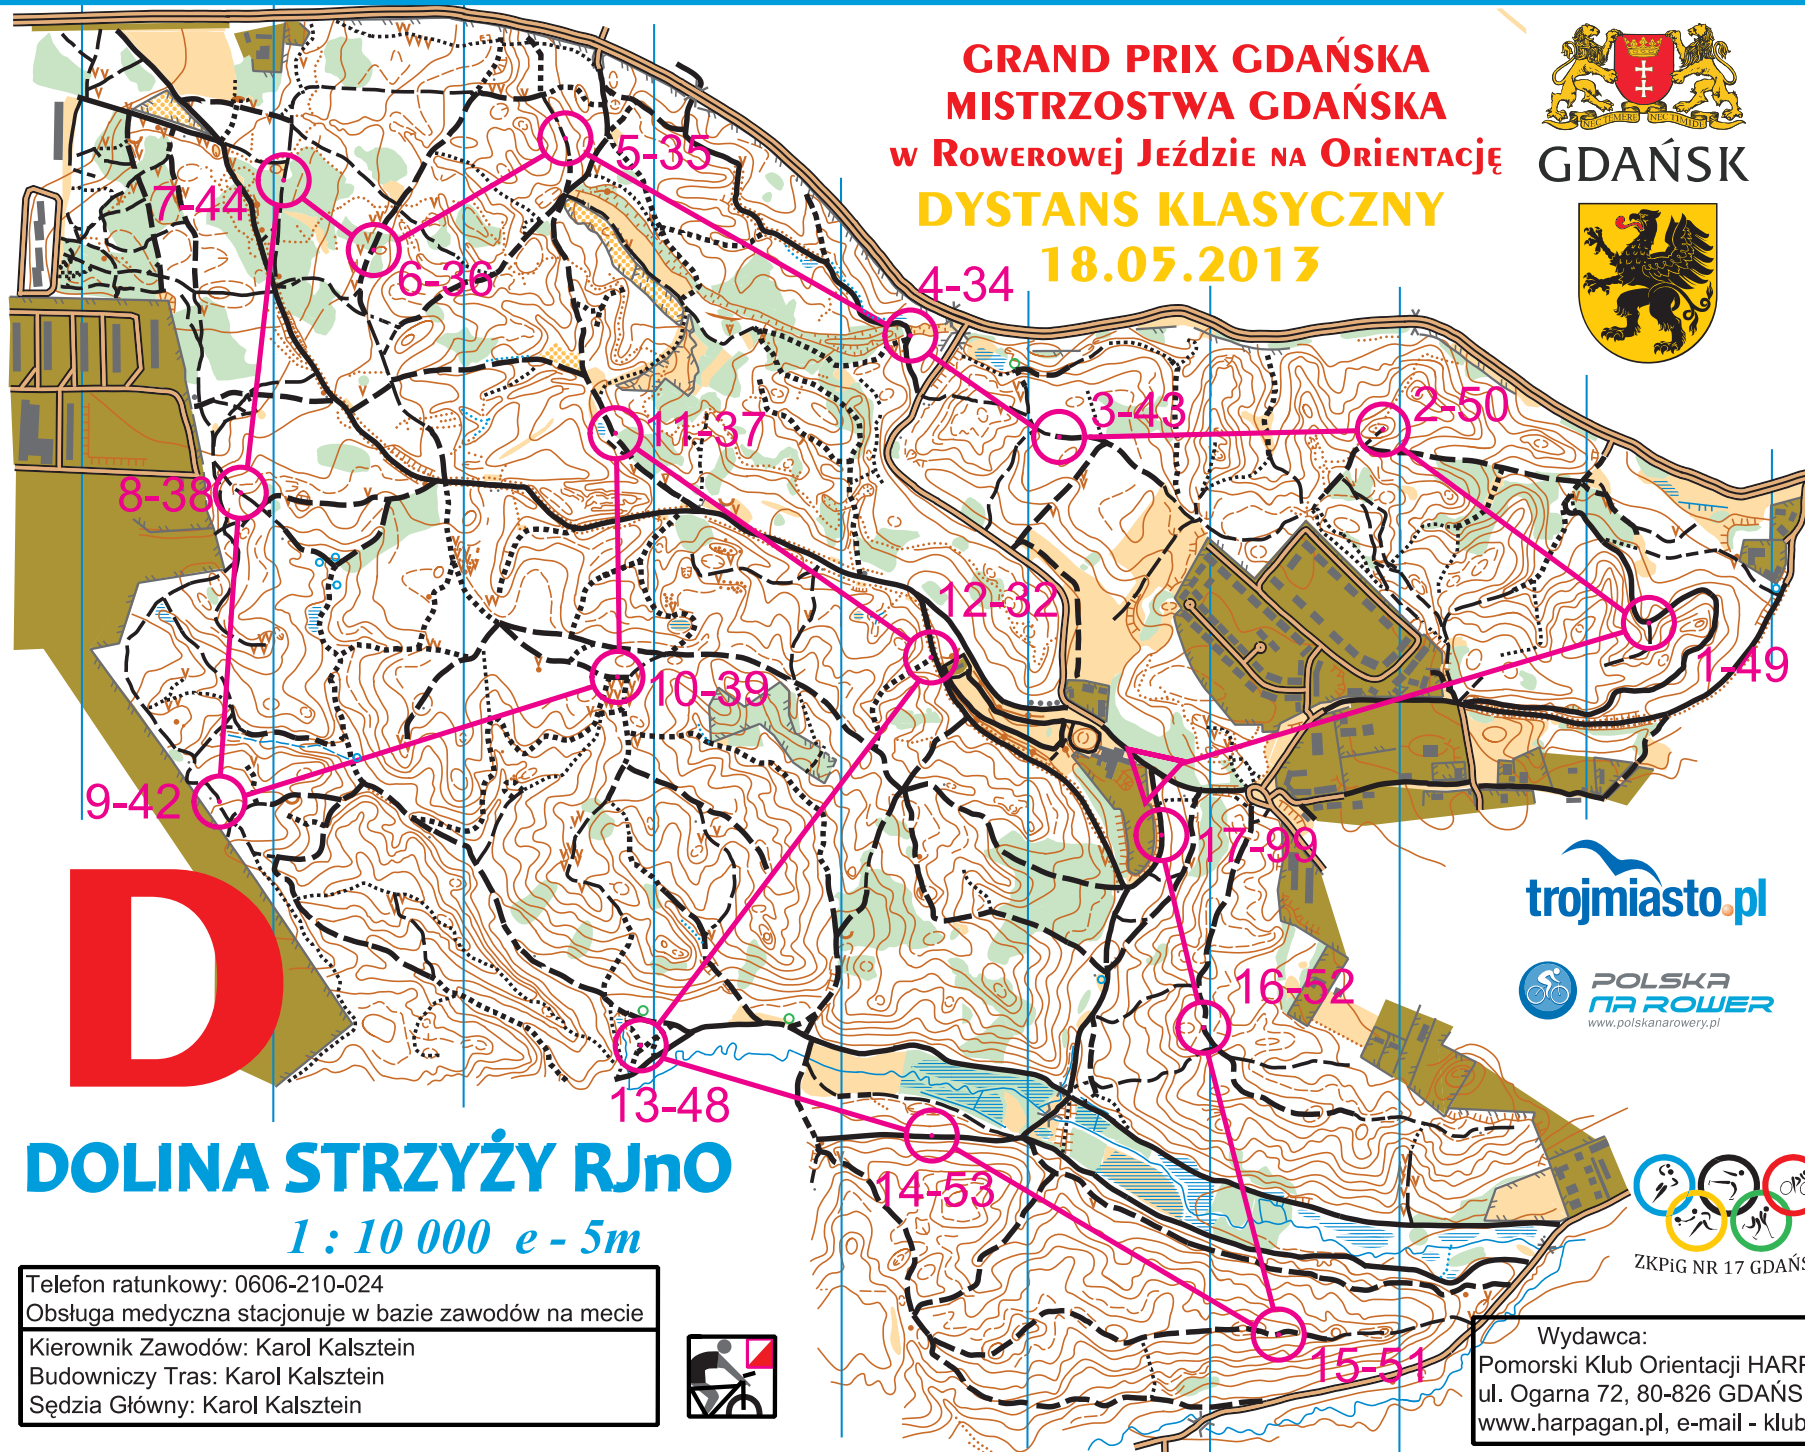 GRAND PRIX GDAŃSKA
MISTRZOSTWA GDAŃSKA
w Rowerowej Jeździe na Orientację
DYSTANS KLASYCZNY
18.05.2013
NEC TEMERE NEC TIMIDE
GDAŃSK
5-35
7-44
6-36
4-34
3-43
2-50
11-37
8-38
12-32
1-49
10-39
9-42
17-99
16-52
13-48
14-53
15-51
D
trojmiasto.pl
POLSKA
NA ROWER
www.polskanarowery.pl
DOLINA STRZYŻY RJnO
1 : 10 000 e - 5m
ZKPiG NR 17 GDAŃS
Telefon ratunkowy: 0606-210-024
Obsługa medyczna stacjonuje w bazie zawodów na mecie
Kierownik Zawodów: Karol Kalsztein
Budowniczy Tras: Karol Kalsztein
Sędzia Główny: Karol Kalsztein
Wydawca:
Pomorski Klub Orientacji HARP
ul. Ogarna 72, 80-826 GDAŃS
www.harpagan.pl, e-mail - klub